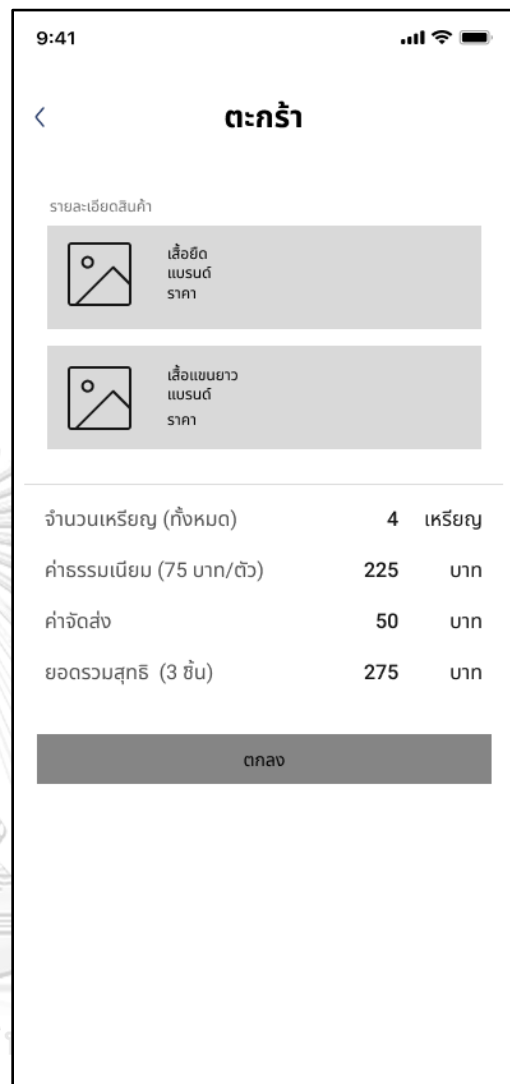 9:41
ตะกร้า
รายละเอียดสินค้า
เสื้อยืด
แบรนด์
ราคา
เสื้อแขนยาว
แบรนด์
ราคา
จำนวนเหรียญ (ทั้งหมด) 4 เหรียญ
ค่าธรรมเนียม (75 บาท/ตัว) 225 บาท
ค่าจัดส่ง 50 บาท
ยอดรวมสุทธิ (3 ชิ้น) 275 บาท
ตกลง